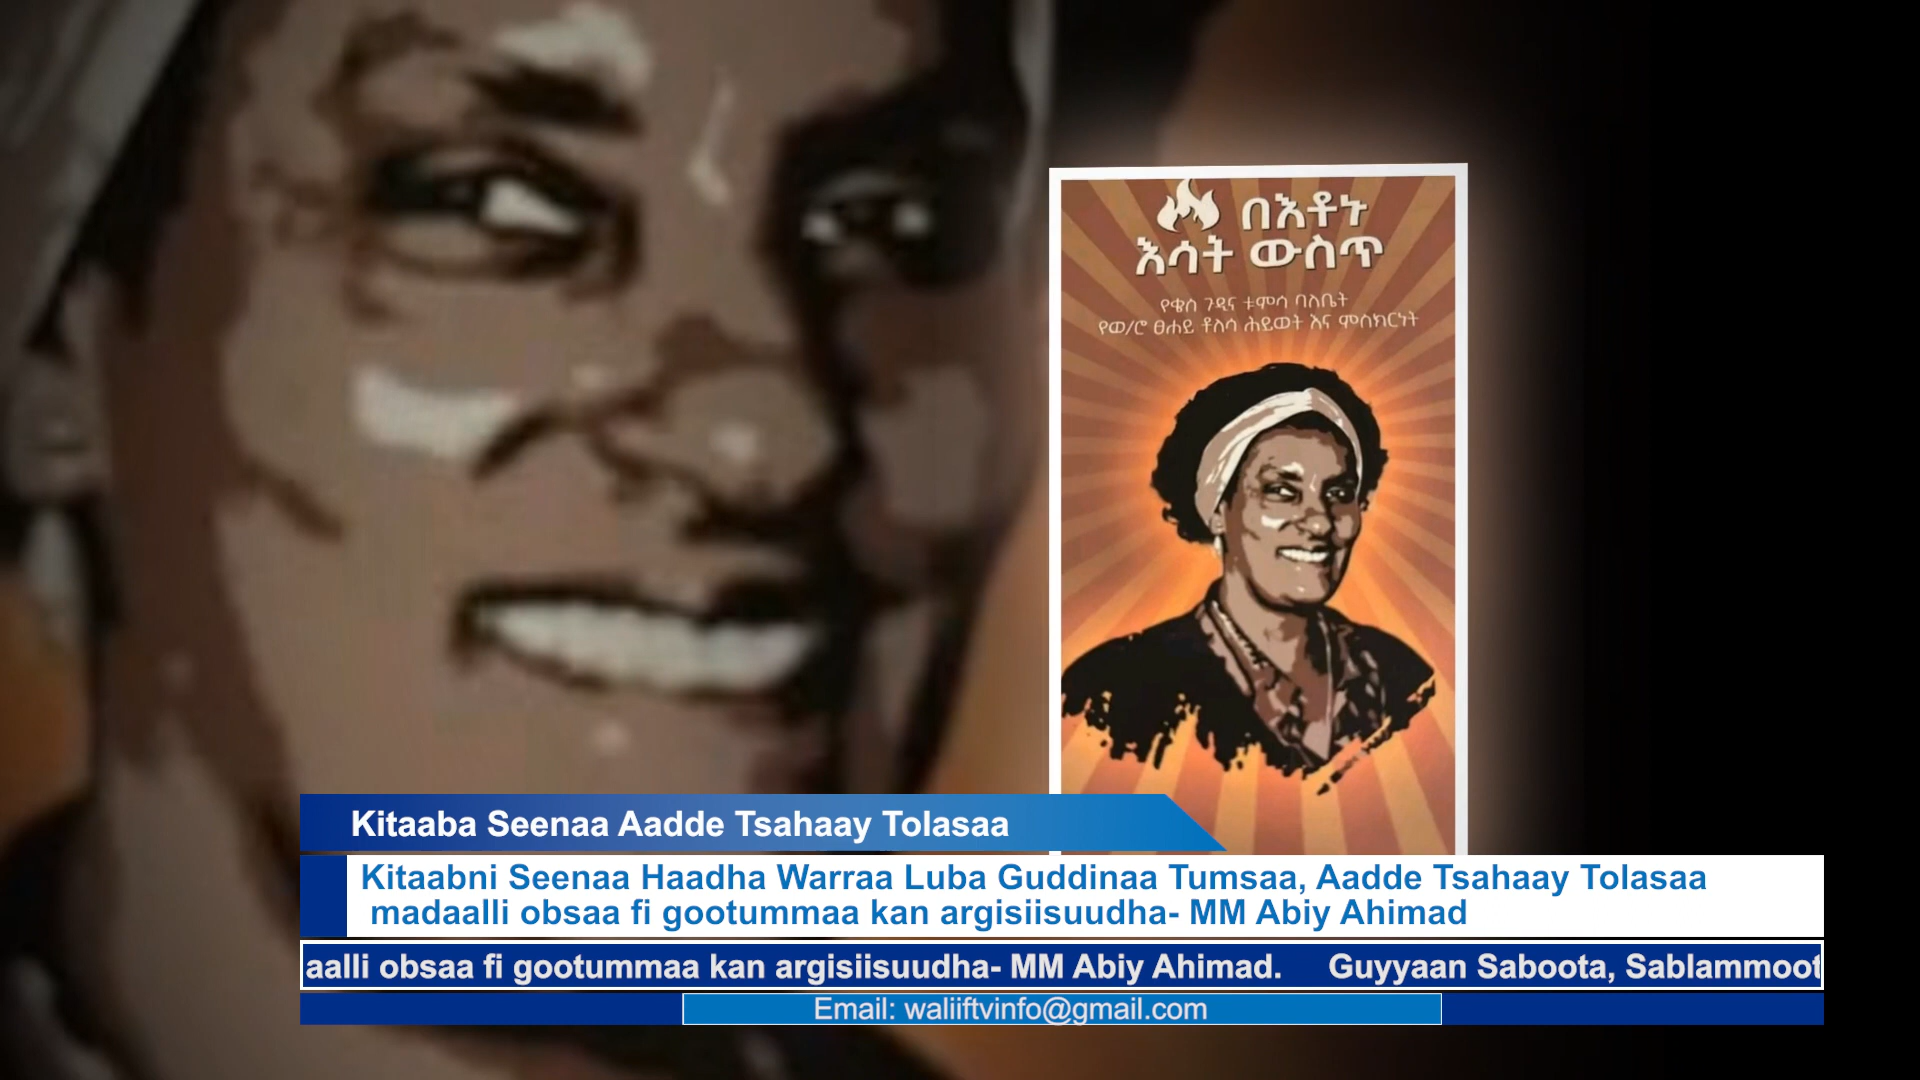 በእቶኑ
እሳት ውስጥ
የቄስ ጉዲና ቱምሳ ባለቤት
የወ/ሮ ፀሐይ ቶለሳ ሕይወት እና ምስክርነት
Kitaaba Seenaa Aadde Tsahaay Tolasaa
Kitaabni Seenaa Haadha Warraa Luba Guddinaa Tumsaa, Aadde Tsahaay Tolasaa
madaalli obsaa fi gootummaa kan argisiisuudha- MM Abiy Ahimad
aalli obsaa fi gootummaa kan argisiisuudha- MM Abiy Ahimad. Guyyaan Saboota, Sablammoot
Email: waliiftvinfo@gmail.com